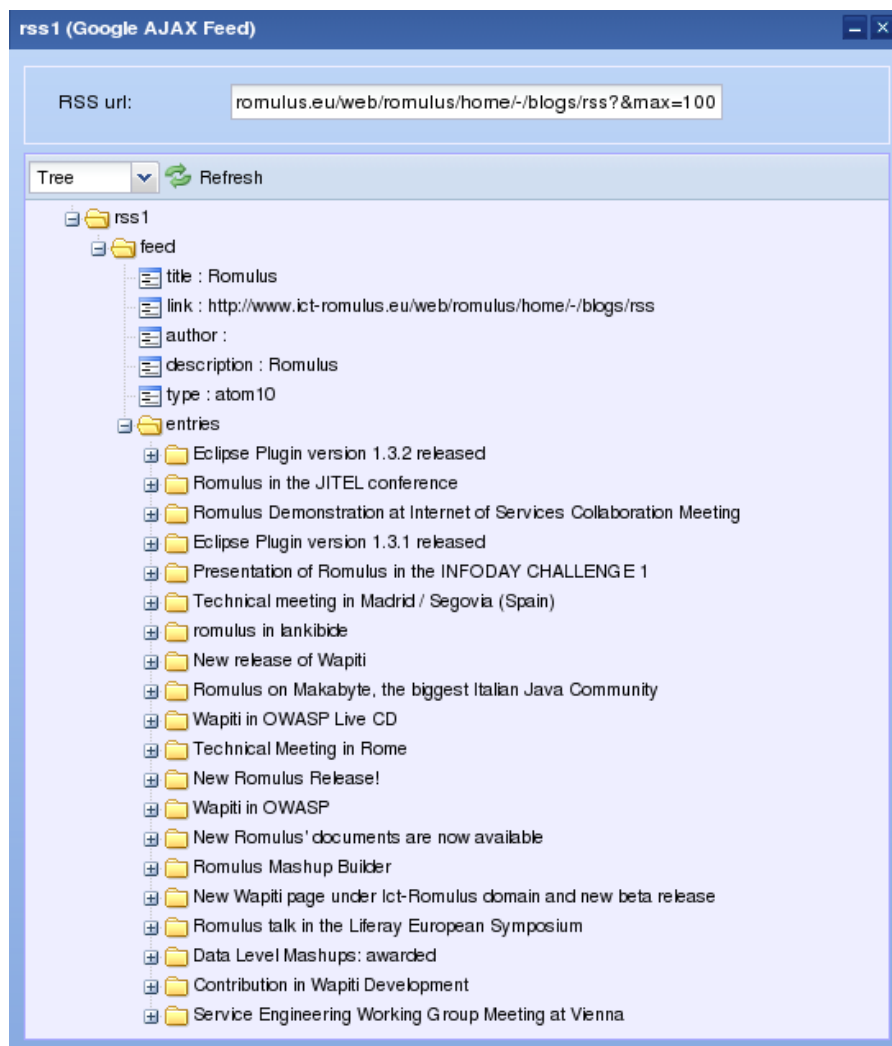 rss1 (Google AJAX Feed)
RSS url: romulus.eu/web/romulus/home/-/blogs/rss?&max=100
Tree Refresh
rss1
feed
title : Romulus
link : http://www.ict-romulus.eu/web/romulus/home/-/blogs/rss
author :
description : Romulus
type : atom10
entries
Eclipse Plugin version 1.3.2 released
Romulus in the JITEL conference
Romulus Demonstration at Internet of Services Collaboration Meeting
Eclipse Plugin version 1.3.1 released
Presentation of Romulus in the INFODAY CHALLENGE 1
Technical meeting in Madrid / Segovia (Spain)
romulus in lankibide
New release of Wapiti
Romulus on Makabyte, the biggest Italian Java Community
Wapiti in OWASP Live CD
Technical Meeting in Rome
New Romulus Release!
Wapiti in OWASP
New Romulus' documents are now available
Romulus Mashup Builder
New Wapiti page under Ict-Romulus domain and new beta release
Romulus talk in the Liferay European Symposium
Data Level Mashups: awarded
Contribution in Wapiti Development
Service Engineering Working Group Meeting at Vienna